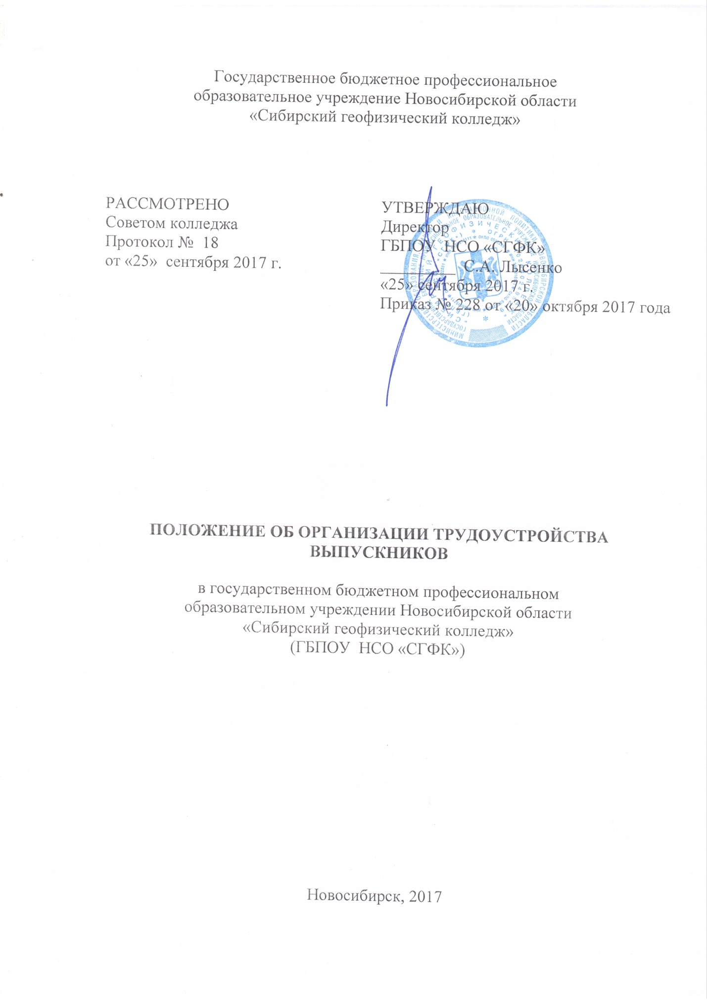 Государственное бюджетное профессиональное
образовательное учреждение Новосибирской области
«Сибирский геофизический колледж»
РАССМОТРЕНО
Советом колледжа
Протокол № 18
от «25» сентября 2017 г.
УТВЕРЖДАЮ
Директор
ГБПОУ НСО «СГФК»
_________ С.А. Лысенко
«25» сентября 2017 г.
Приказ № 228 от «20» октября 2017 года
ПОЛОЖЕНИЕ ОБ ОРГАНИЗАЦИИ ТРУДОУСТРОЙСТВА
ВЫПУСКНИКОВ
в государственном бюджетном профессиональном
образовательном учреждении Новосибирской области
«Сибирский геофизический колледж»
(ГБПОУ НСО «СГФК»)
Новосибирск, 2017